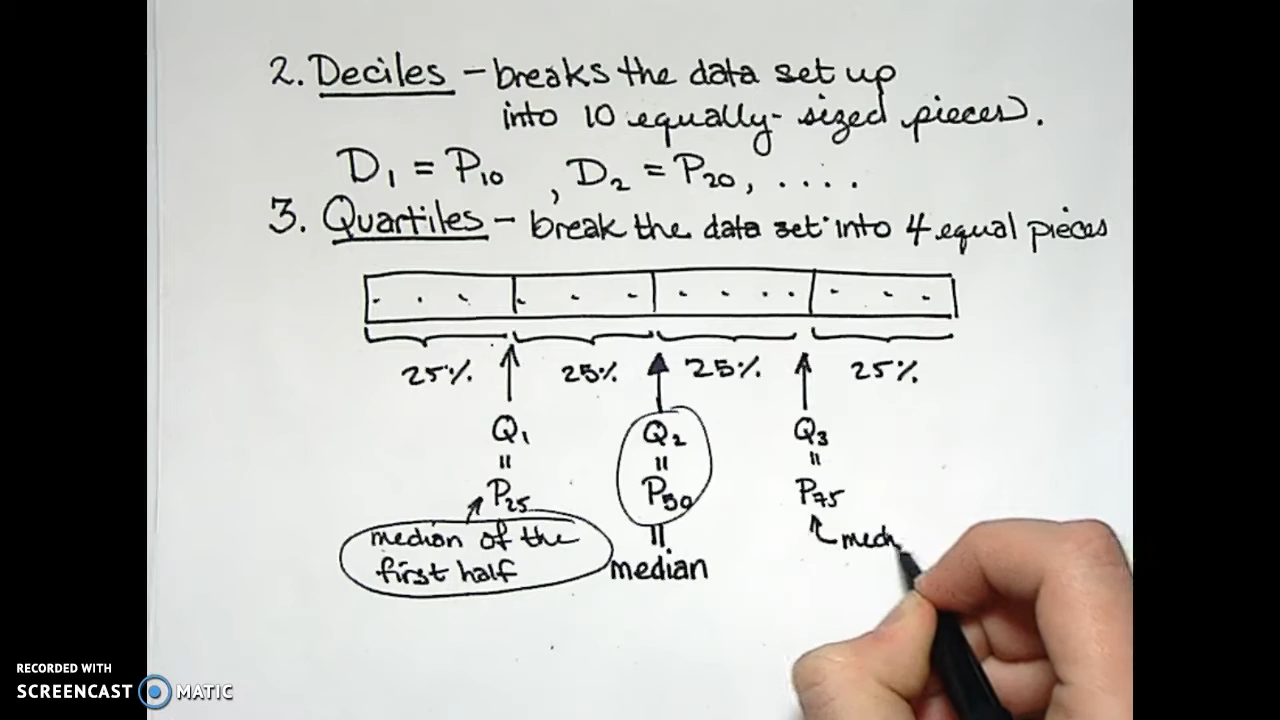 2. Deciles - breaks the data set up
into 10 equally-sized pieces.
D1 = P10 , D2 = P20, ....
3. Quartiles - break the data set into 4 equal pieces
25% 25% 25% 25%
Q1 Q2 Q3
= = =
P25 P50 P75
median of the
first half
=
median
med
RECORDED WITH
SCREENCAST MATIC